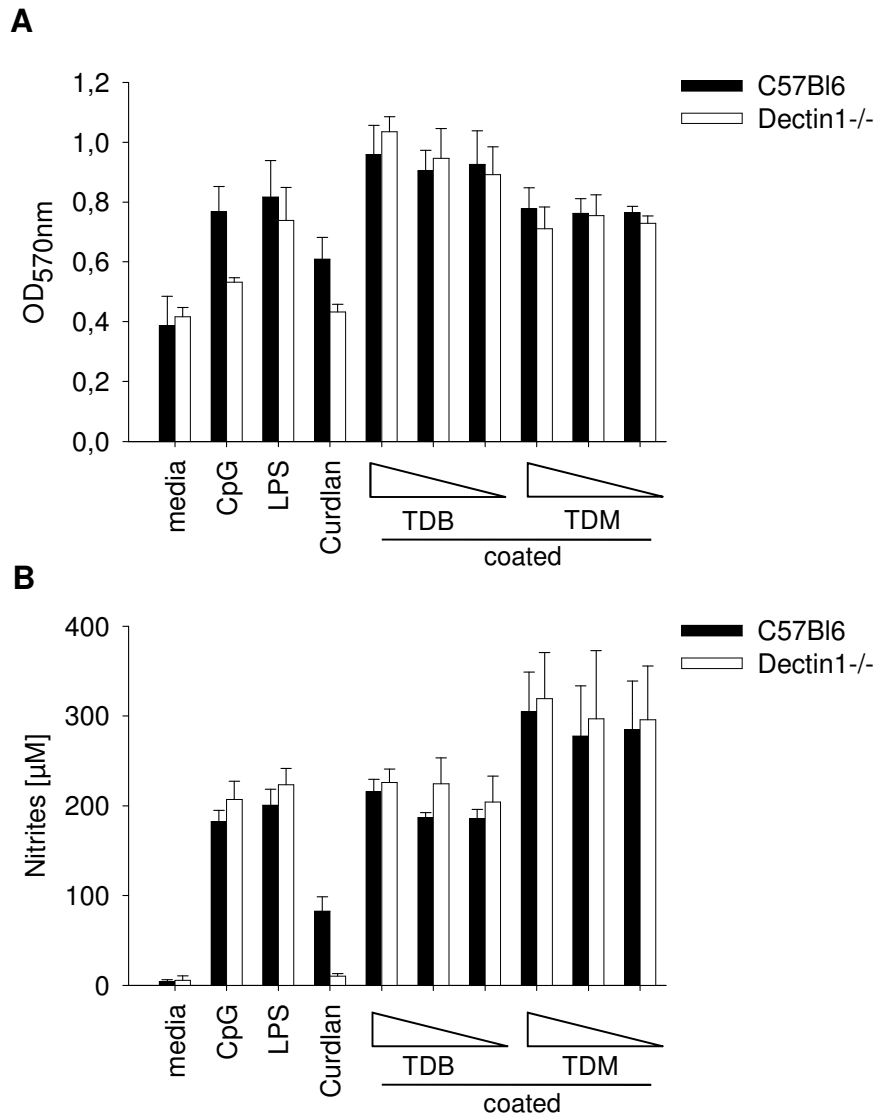 A
1,2
1,0
0,8
0,6
0,4
0,2
0,0
OD570nm
C57Bl6
Dectin1-/-
media
CpG
LPS
Curdlan
TDB
TDM
coated
B
400
300
200
100
0
Nitrites [µM]
C57Bl6
Dectin1-/-
media
CpG
LPS
Curdlan
TDB
TDM
coated